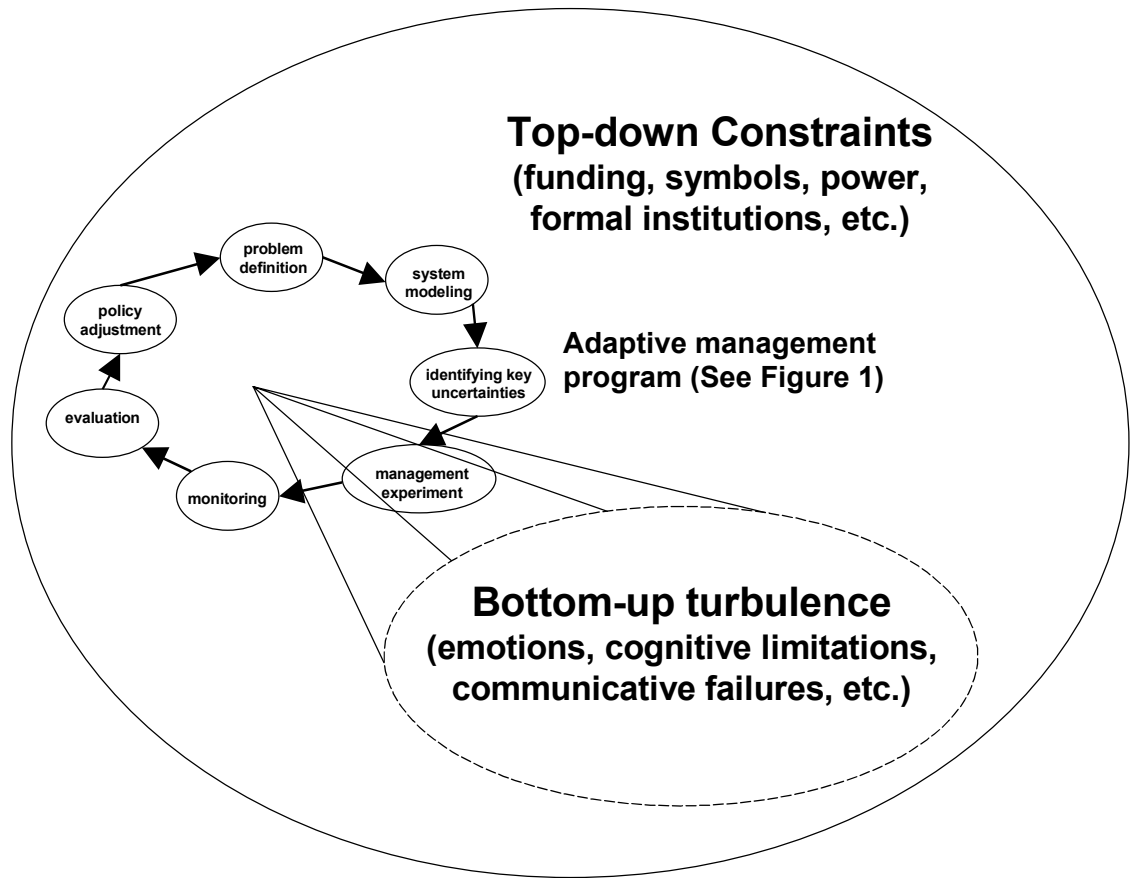 Top-down Constraints
(funding, symbols, power,
formal institutions, etc.)
problem
definition
system
modeling
policy
adjustment
Adaptive management
program (See Figure 1)
identifying key
uncertainties
evaluation
management
experiment
monitoring
Bottom-up turbulence
(emotions, cognitive limitations,
communicative failures, etc.)